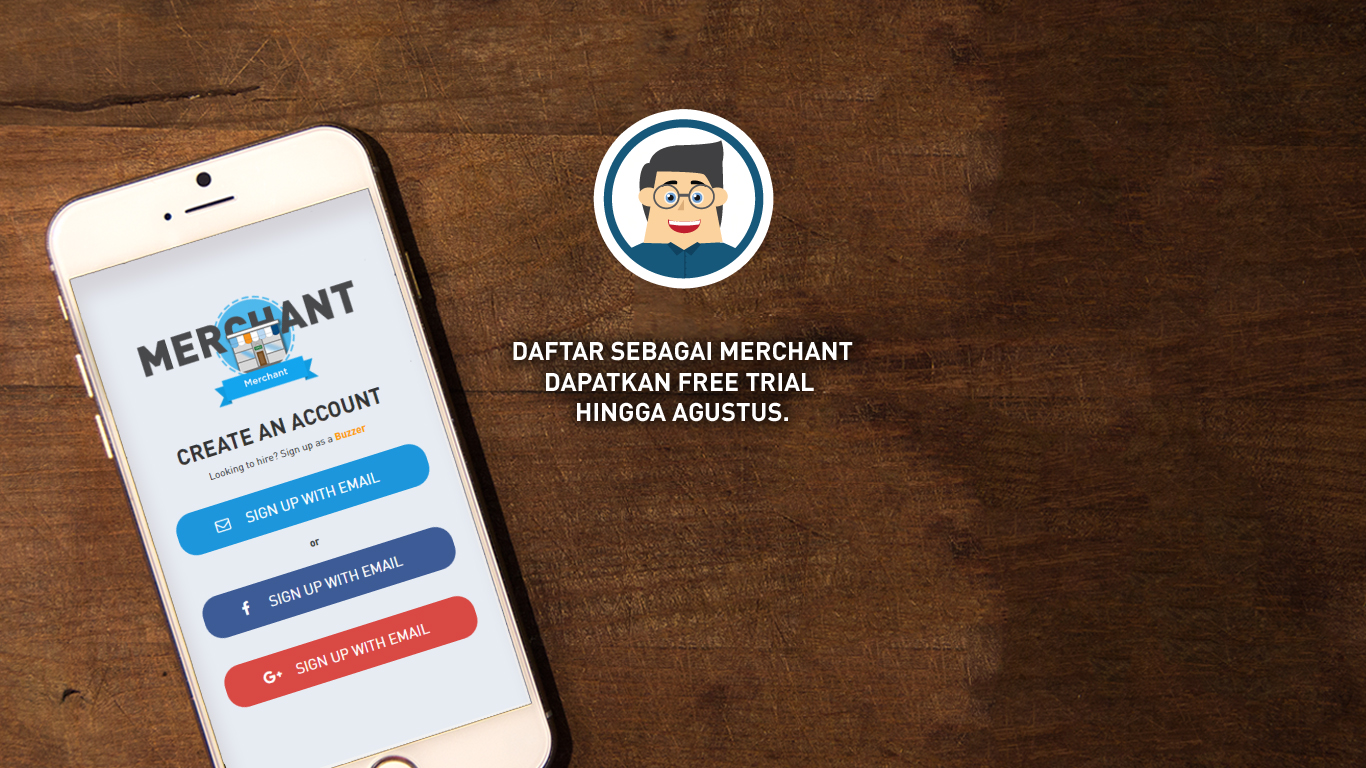 MERCHANT
Merchant
CREATE AN ACCOUNT
Looking to hire? Sign up as a Buzzer
SIGN UP WITH EMAIL
or
SIGN UP WITH EMAIL
SIGN UP WITH EMAIL
DAFTAR SEBAGAI MERCHANT
DAPATKAN FREE TRIAL
HINGGA AGUSTUS.